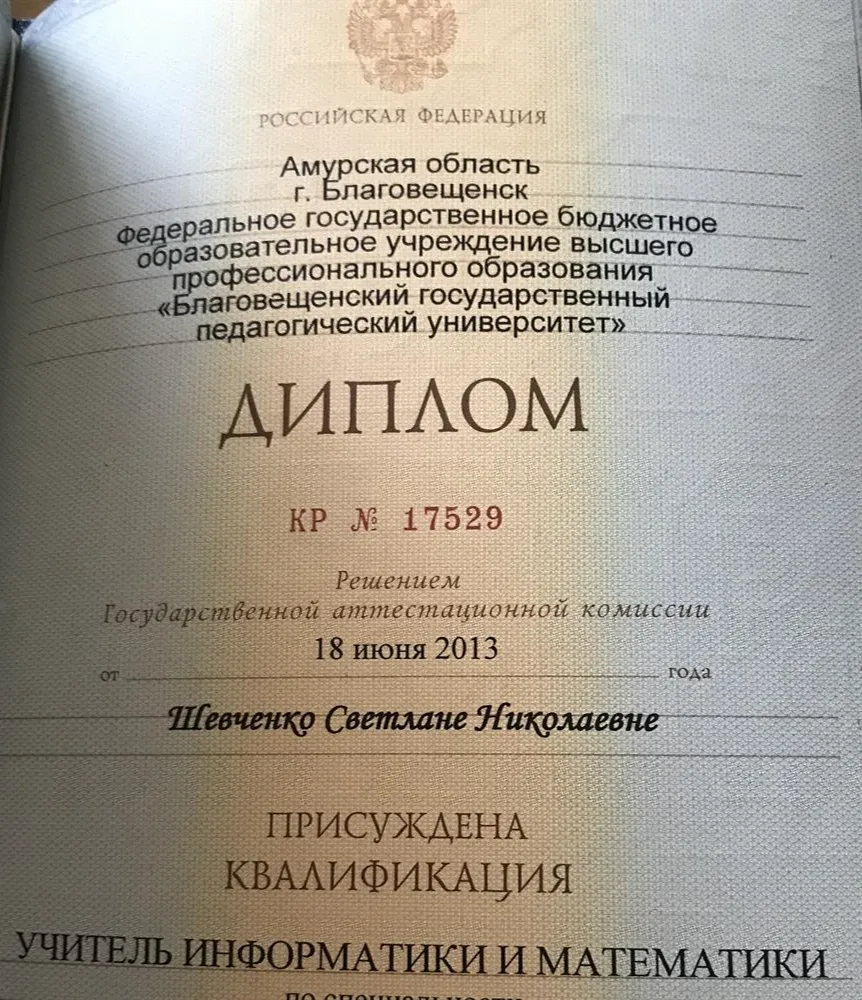 РОССИЙСКАЯ ФЕДЕРАЦИЯ
Амурская область
г. Благовещенск
Федеральное государственное бюджетное
образовательное учреждение высшего
профессионального образования
«Благовещенский государственный
педагогический университет»
ДИПЛОМ
КР № 17529
Решением
Государственной аттестационной комиссии
18 июня 2013
от года
Шевченко Светлане Николаевне
ПРИСУЖДЕНА
КВАЛИФИКАЦИЯ
УЧИТЕЛЬ ИНФОРМАТИКИ И МАТЕМАТИКИ
по специальности